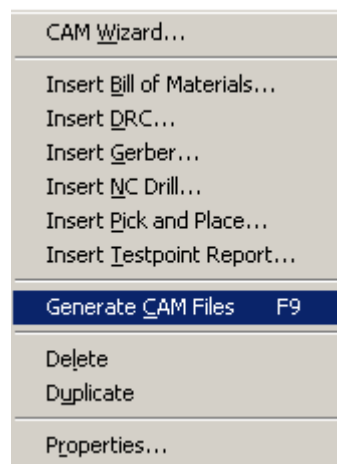 CAM Wizard...
Insert Bill of Materials...
Insert DRC...
Insert Gerber...
Insert NC Drill...
Insert Pick and Place...
Insert Testpoint Report...
Generate CAM Files F9
Delete
Duplicate
Properties...